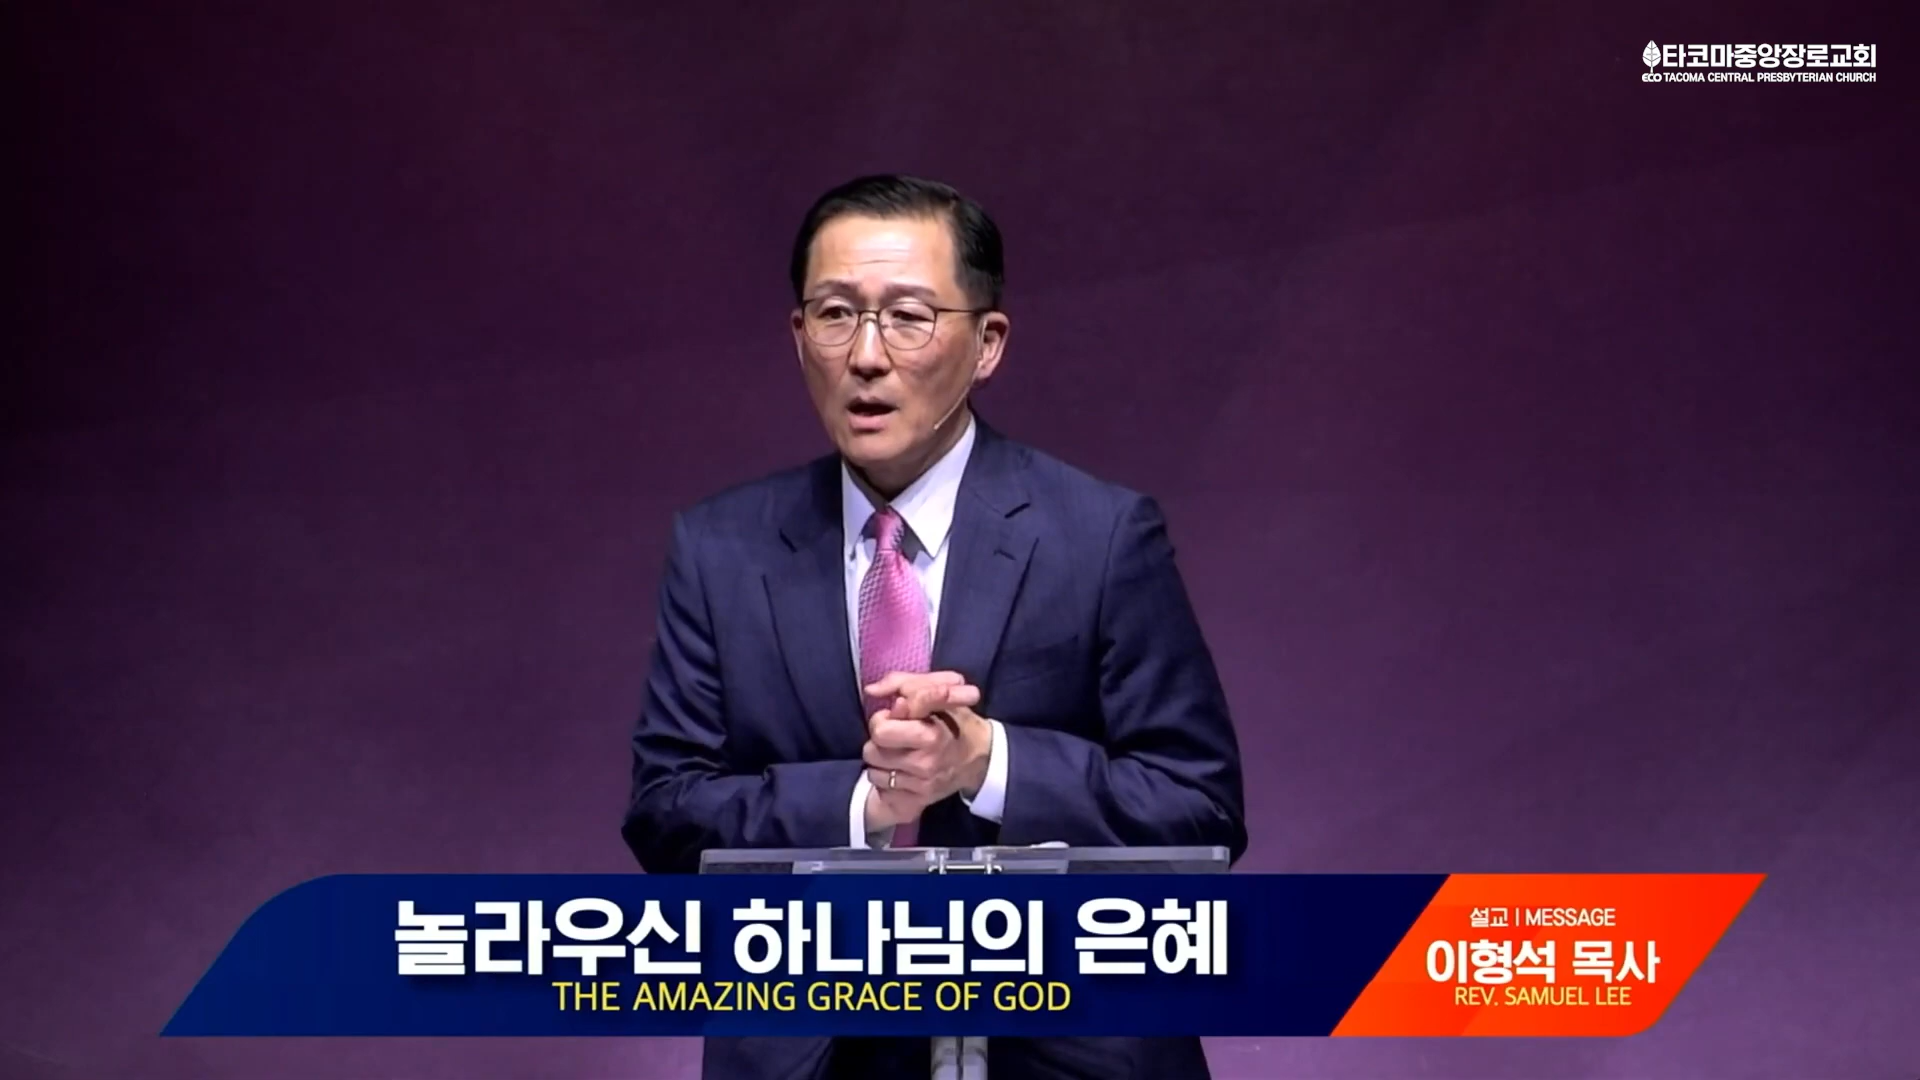 타코마중앙장로교회
ECO TACOMA CENTRAL PRESBYTERIAN CHURCH
놀라우신 하나님의 은혜
THE AMAZING GRACE OF GOD
설교 | MESSAGE
이형석 목사
REV. SAMUEL LEE